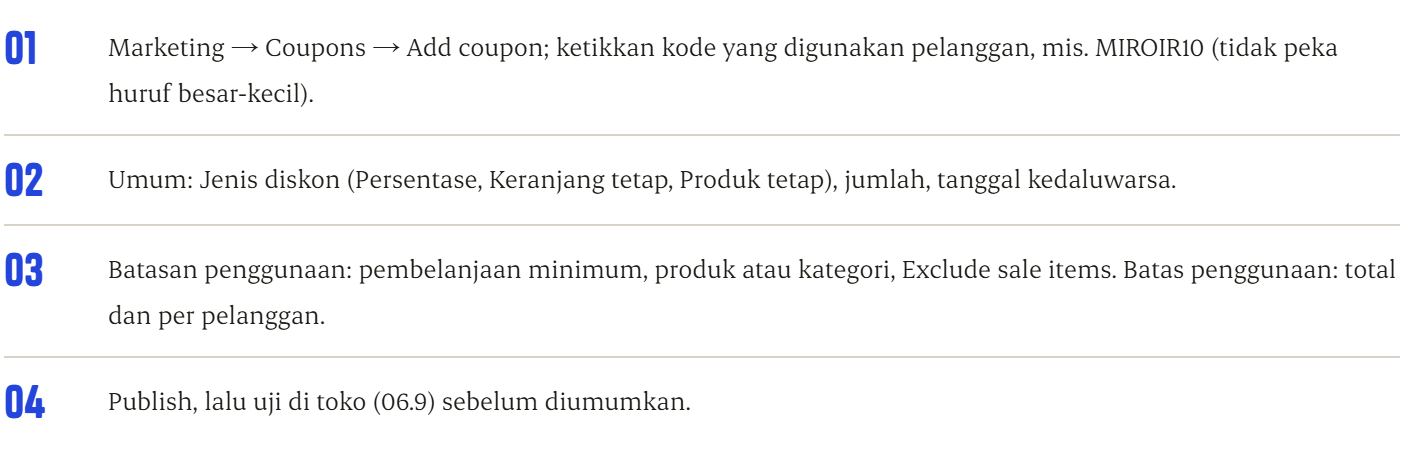 01
Marketing → Coupons → Add coupon; ketikkan kode yang digunakan pelanggan, mis. MIROIR10 (tidak peka
huruf besar-kecil).
02
Umum: Jenis diskon (Persentase, Keranjang tetap, Produk tetap), jumlah, tanggal kedaluwarsa.
03
Batasan penggunaan: pembelanjaan minimum, produk atau kategori, Exclude sale items. Batas penggunaan: total
dan per pelanggan.
04
Publish, lalu uji di toko (06.9) sebelum diumumkan.